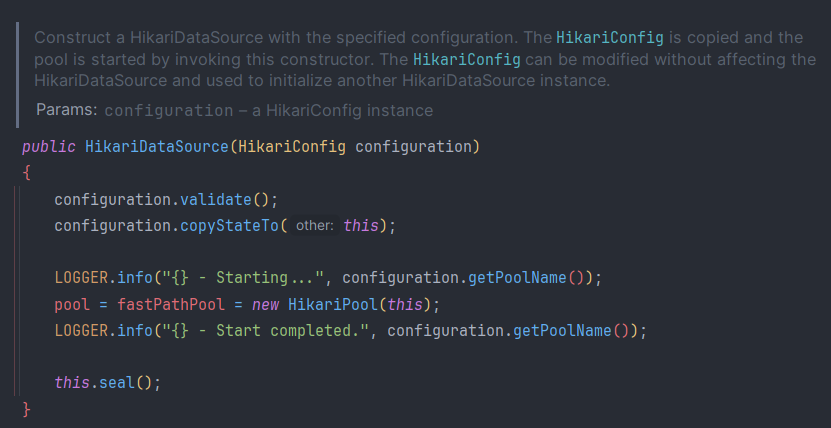 Construct a HikariDataSource with the specified configuration. The HikariConfig is copied and the
pool is started by invoking this constructor. The HikariConfig can be modified without affecting the
HikariDataSource and used to initialize another HikariDataSource instance.
Params: configuration – a HikariConfig instance
public HikariDataSource(HikariConfig configuration)
{
configuration.validate();
configuration.copyStateTo( other: this);
LOGGER.info("{} - Starting...", configuration.getPoolName());
pool = fastPathPool = new HikariPool(this);
LOGGER.info("{} - Start completed.", configuration.getPoolName());
this.seal();
}